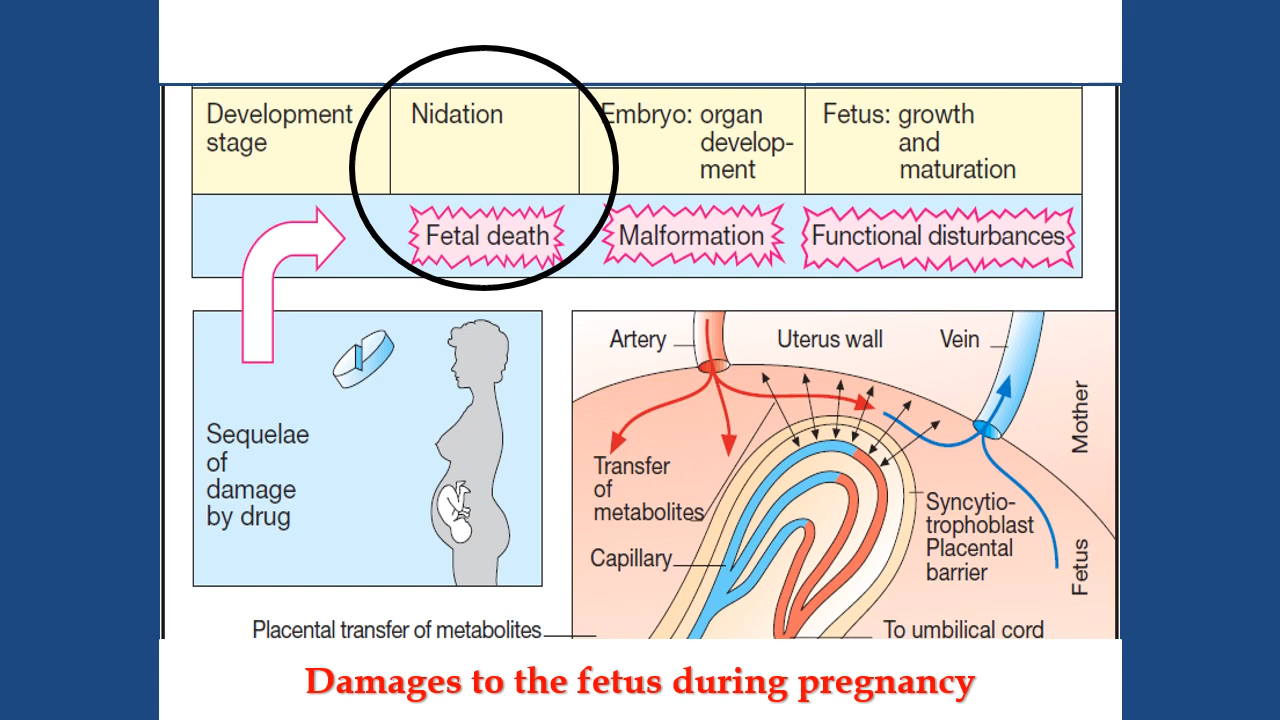 Development
stage
Nidation
Embryo: organ
develop-
ment
Fetus: growth
and
maturation
Fetal death
Malformation
Functional disturbances
Sequelae
of
damage
by drug
Artery
Uterus wall
Vein
Mother
Transfer
of
metabolites
Syncytio-
trophoblast
Placental
barrier
Capillary
Fetus
Placental transfer of metabolites
To umbilical cord
Damages to the fetus during pregnancy